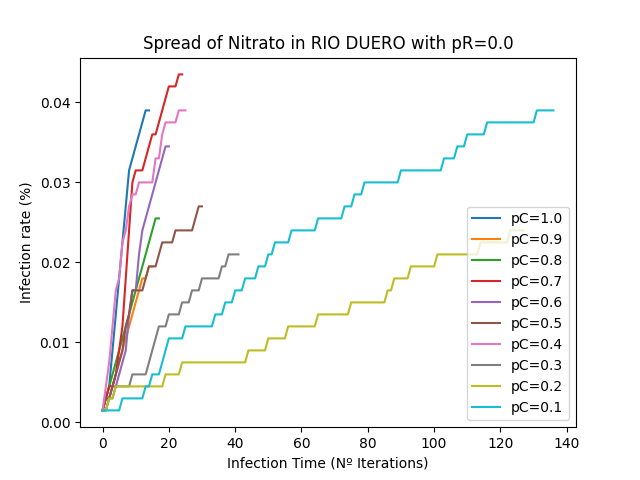 Spread of Nitrato in RIO DUERO with pR=0.0
Infection rate (%)
0.04
0.03
0.02
0.01
0.00
0 20 40 60 80 100 120 140
Infection Time (Nº Iterations)
pC=1.0
pC=0.9
pC=0.8
pC=0.7
pC=0.6
pC=0.5
pC=0.4
pC=0.3
pC=0.2
pC=0.1